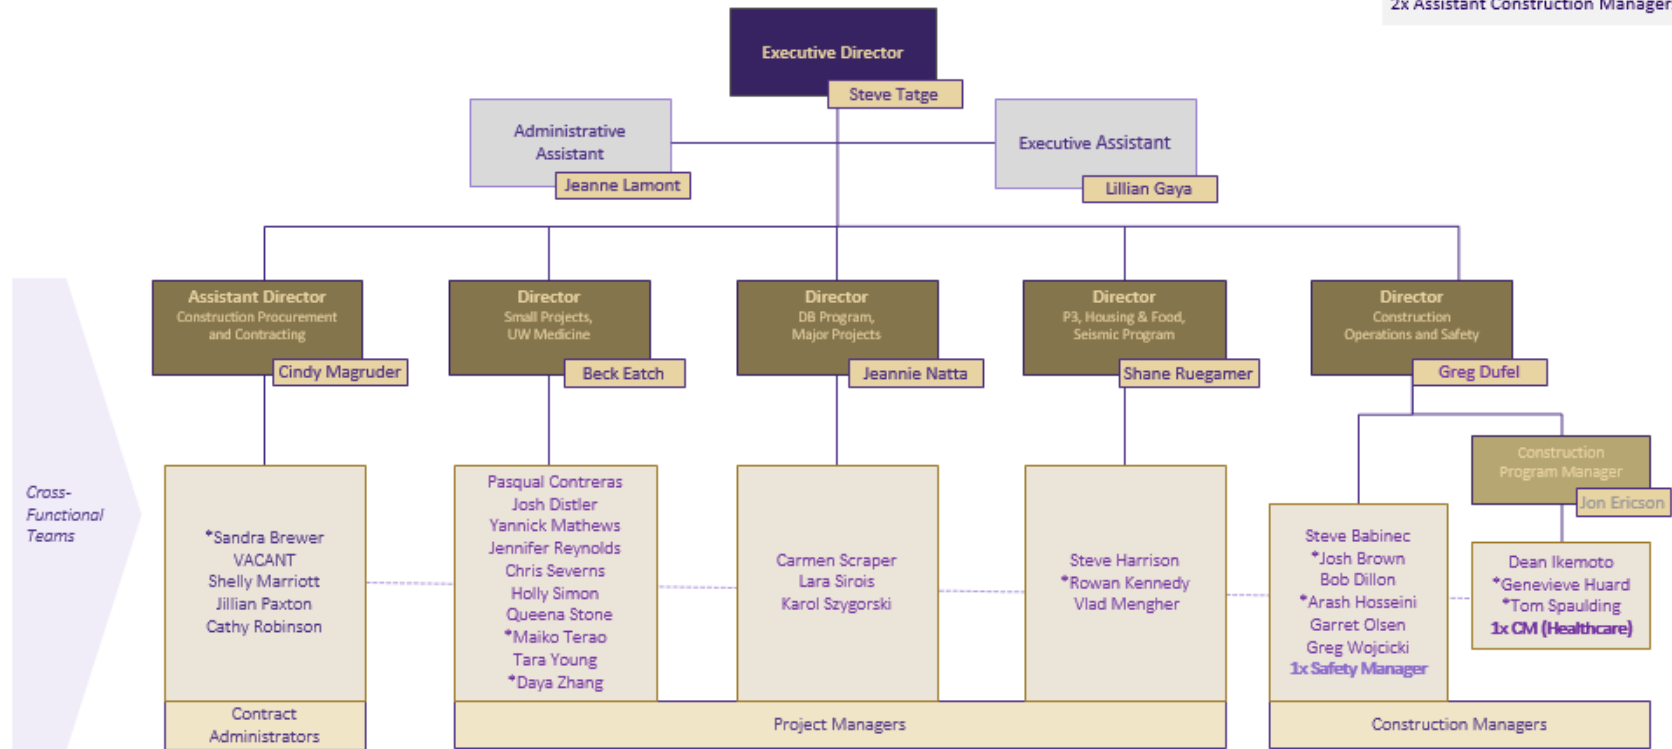 2x Assistant Construction Manager
Executive Director
Steve Tatge
Administrative
Assistant
Jeanne Lamont
Executive Assistant
Lillian Gaya
Assistant Director
Construction Procurement
and Contracting
Cindy Magruder
Director
Small Projects,
UW Medicine
Beck Eatch
Director
DB Program,
Major Projects
Jeannie Natta
Director
P3, Housing & Food,
Seismic Program
Shane Ruegamer
Director
Construction
Operations and Safety
Greg Dufel
Construction
Program Manager
Jon Ericson
Cross-
Functional
Teams
*Sandra Brewer
VACANT
Shelly Marriott
Jillian Paxton
Cathy Robinson
Pasqual Contreras
Josh Distler
Yannick Mathews
Jennifer Reynolds
Chris Severns
Holly Simon
Queena Stone
*Maiko Terao
Tara Young
*Daya Zhang
Carmen Scraper
Lara Sirois
Karol Szygorski
Steve Harrison
*Rowan Kennedy
Vlad Mengher
Steve Babinec
*Josh Brown
Bob Dillon
*Arash Hosseini
Garret Olsen
Greg Wojcicki
1x Safety Manager
Dean Ikemoto
*Genevieve Huard
*Tom Spaulding
1x CM (Healthcare)
Contract
Administrators
Project Managers
Construction Managers